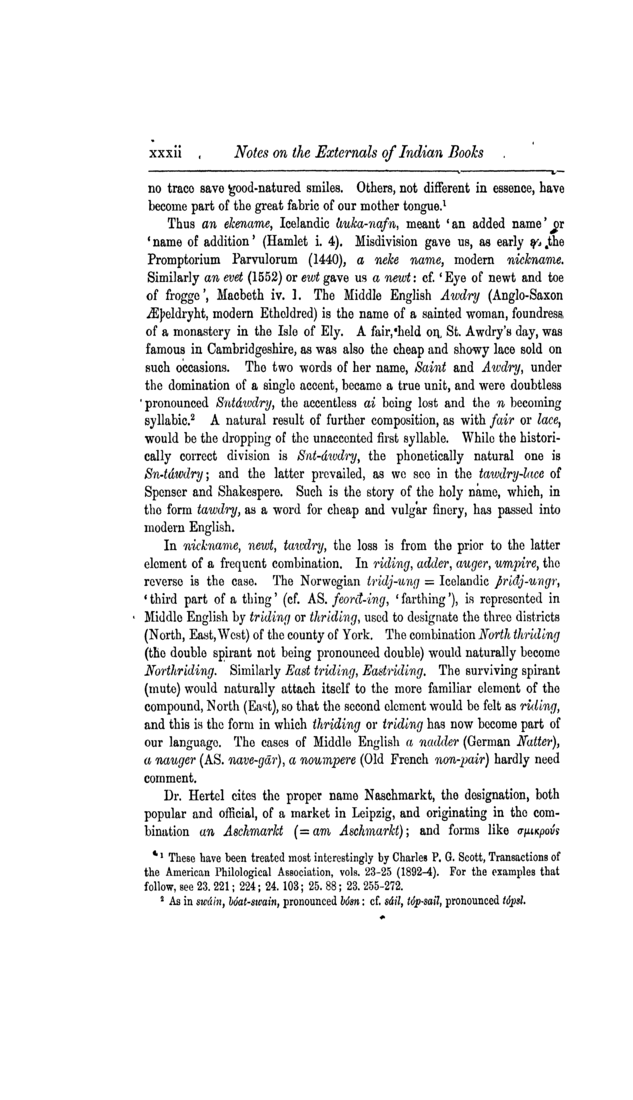 xxxii Notes on the Externals of Indian Books
no trace save good-natured smiles. Others, not different in essence, have
become part of the great fabric of our mother tongue.¹
Thus an ekename, Icelandic auka-nafn, meant ‘an added name’ or
‘name of addition’ (Hamlet i. 4). Misdivision gave us, as early as the
Promptorium Parvulorum (1440), a neke name, modern nickname.
Similarly an evet (1552) or ewt gave us a newt: cf. ‘Eye of newt and toe
of frogge’, Macbeth iv. 1. The Middle English Awdry (Anglo-Saxon
Æþeldryht, modern Etheldred) is the name of a sainted woman, foundress
of a monastery in the Isle of Ely. A fair, held on St. Awdry's day, was
famous in Cambridgeshire, as was also the cheap and showy lace sold on
such occasions. The two words of her name, Saint and Awdry, under
the domination of a single accent, became a true unit, and were doubtless
pronounced Sntáwdry, the accentless ai being lost and the n becoming
syllabic.² A natural result of further composition, as with fair or lace,
would be the dropping of the unaccented first syllable. While the histori-
cally correct division is Snt-áwdry, the phonetically natural one is
Sn-táwdry; and the latter prevailed, as we see in the tawdry-lace of
Spenser and Shakespere. Such is the story of the holy name, which, in
the form tawdry, as a word for cheap and vulgar finery, has passed into
modern English.
In nickname, newt, tawdry, the loss is from the prior to the latter
element of a frequent combination. In riding, adder, auger, umpire, the
reverse is the case. The Norwegian tridj-ung = Icelandic þriðj-ungr,
‘third part of a thing’ (cf. AS. feorð-ing, ‘farthing’), is represented in
Middle English by triding or thriding, used to designate the three districts
(North, East, West) of the county of York. The combination North thriding
(the double spirant not being pronounced double) would naturally become
Northriding. Similarly East triding, Eastriding. The surviving spirant
(mute) would naturally attach itself to the more familiar element of the
compound, North (East), so that the second element would be felt as riding,
and this is the form in which thriding or triding has now become part of
our language. The cases of Middle English a nadder (German Natter),
a nauger (AS. nave-gār), a noumpere (Old French non-pair) hardly need
comment.
Dr. Hertel cites the proper name Naschmarkt, the designation, both
popular and official, of a market in Leipzig, and originating in the com-
bination an Aschmarkt (= am Aschmarkt); and forms like σμικρούς
¹ These have been treated most interestingly by Charles P. G. Scott, Transactions of
the American Philological Association, vols. 23-25 (1892-4). For the examples that
follow, see 23. 221; 224; 24. 103; 25. 88; 23. 255-272.
² As in swáin, bóat-swain, pronounced bósn: cf. sáil, tóp-sail, pronounced tópsl.